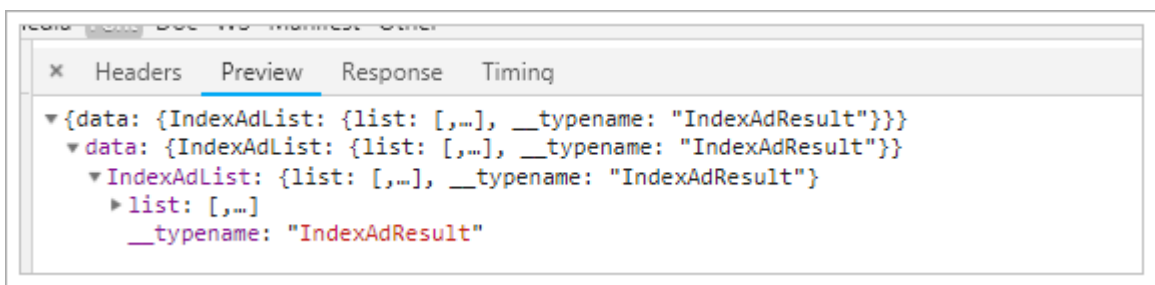 × Headers Preview Response Timing
▼{data: {IndexAdList: {list: [,…], __typename: "IndexAdResult"}}}
▼data: {IndexAdList: {list: [,…], __typename: "IndexAdResult"}}
▼IndexAdList: {list: [,…], __typename: "IndexAdResult"}
▶list: [,…]
__typename: "IndexAdResult"